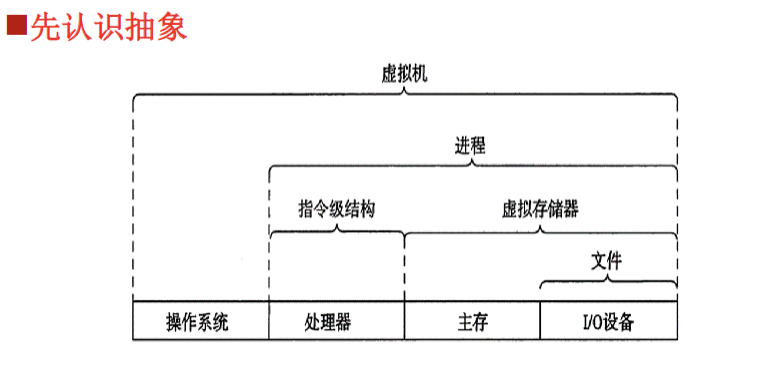 先认识抽象
虚拟机
进程
指令级结构 虚拟存储器
文件
操作系统 处理器 主存 I/O设备